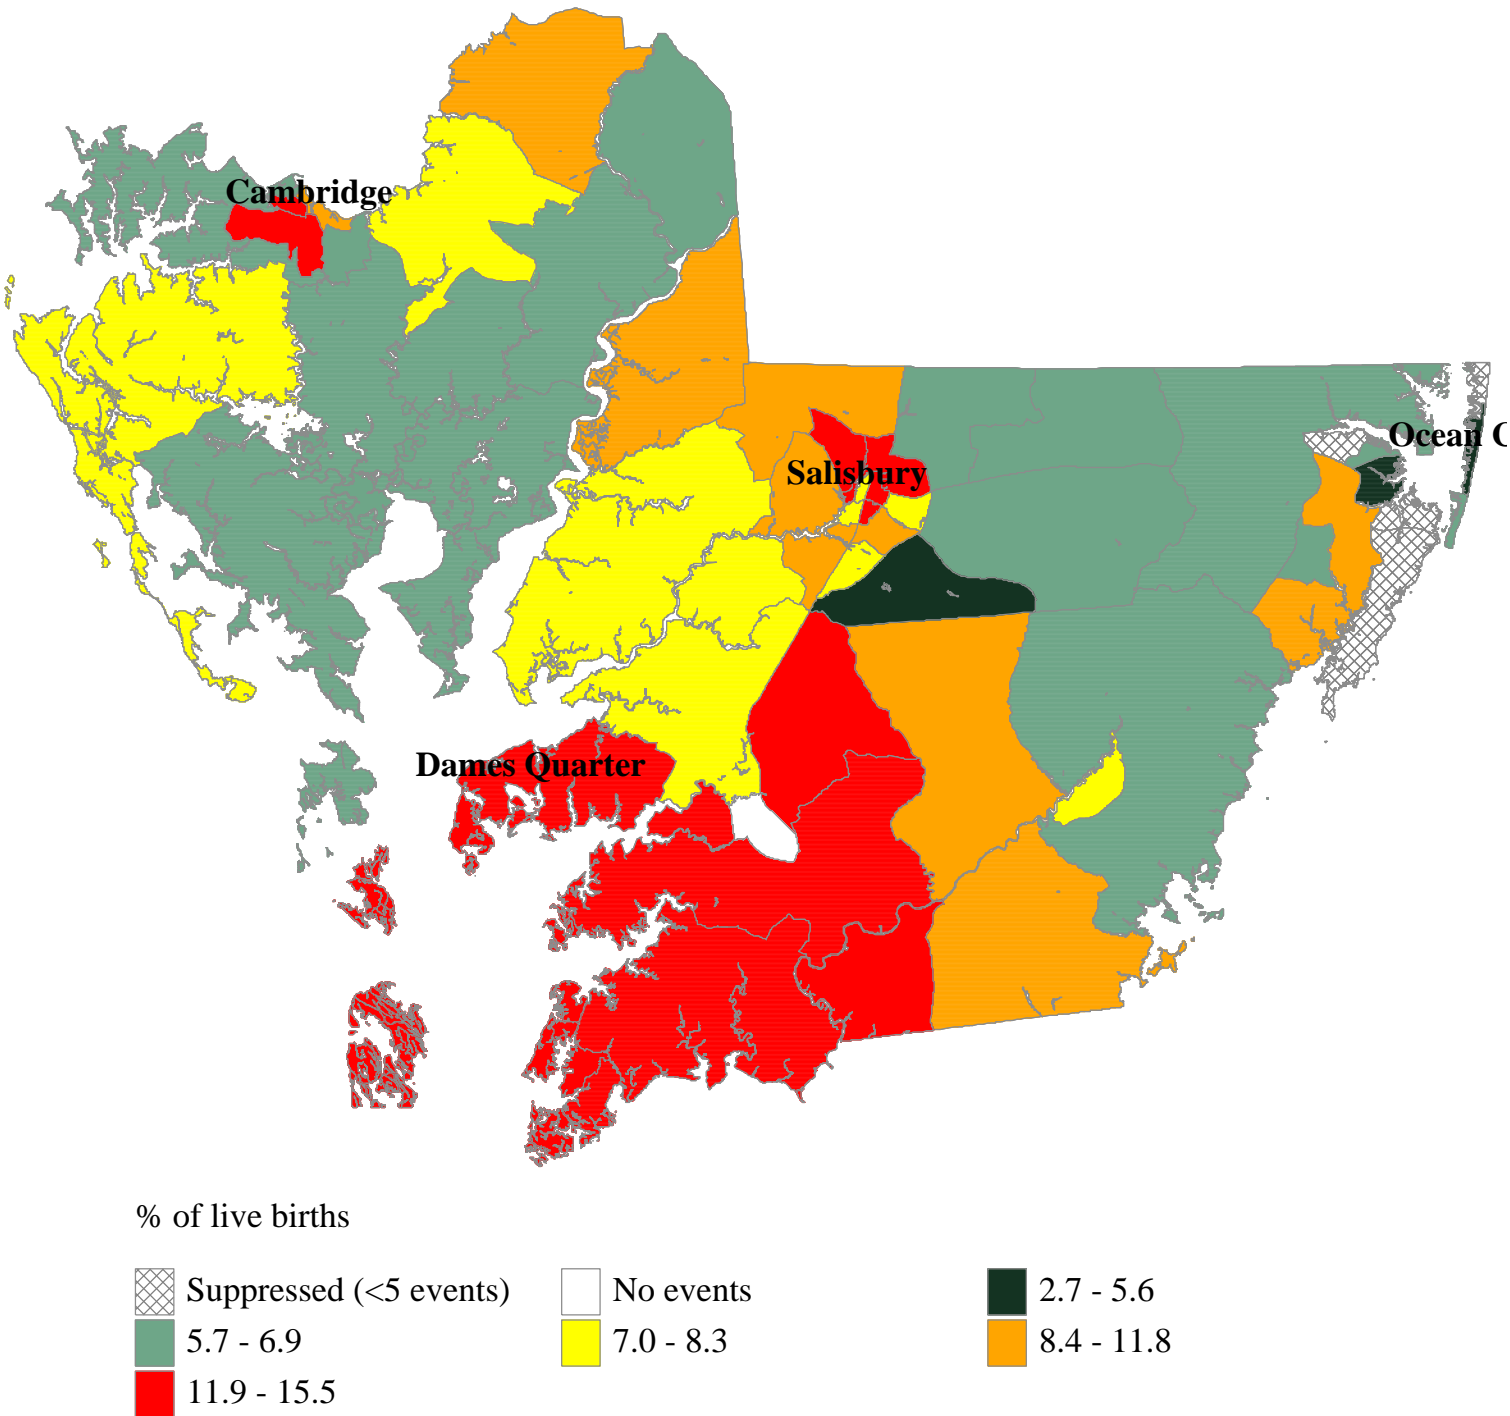 Cambridge
Ocean C
Salisbury
Dames Quarter
% of live births
Suppressed (<5 events)
No events
2.7 - 5.6
5.7 - 6.9
7.0 - 8.3
8.4 - 11.8
11.9 - 15.5